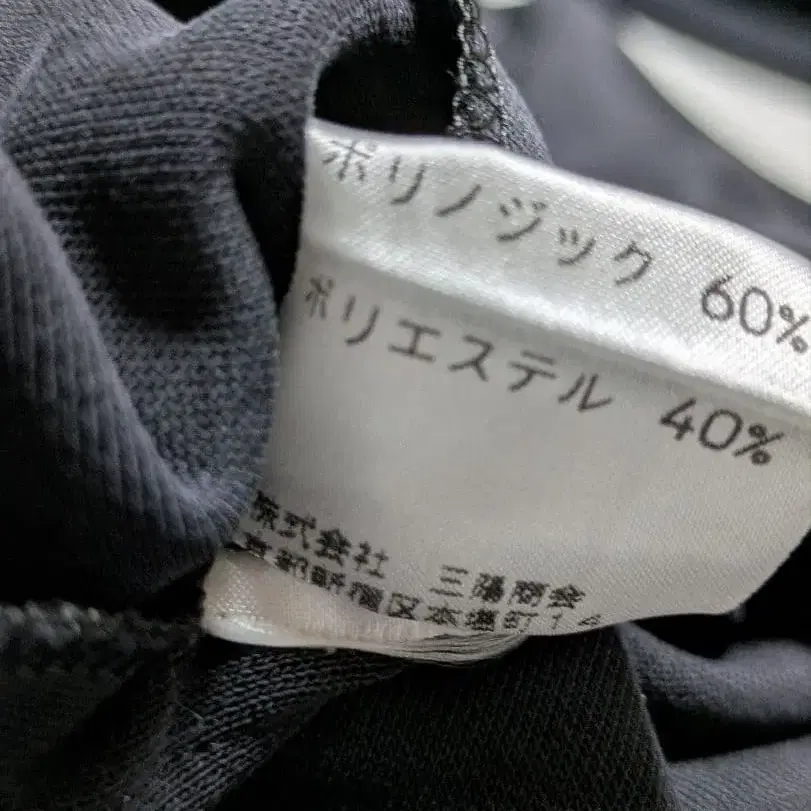 ポリノジック 60%
ポリエステル 40%
株式会社 三陽商会
京都新宿区本塩町14